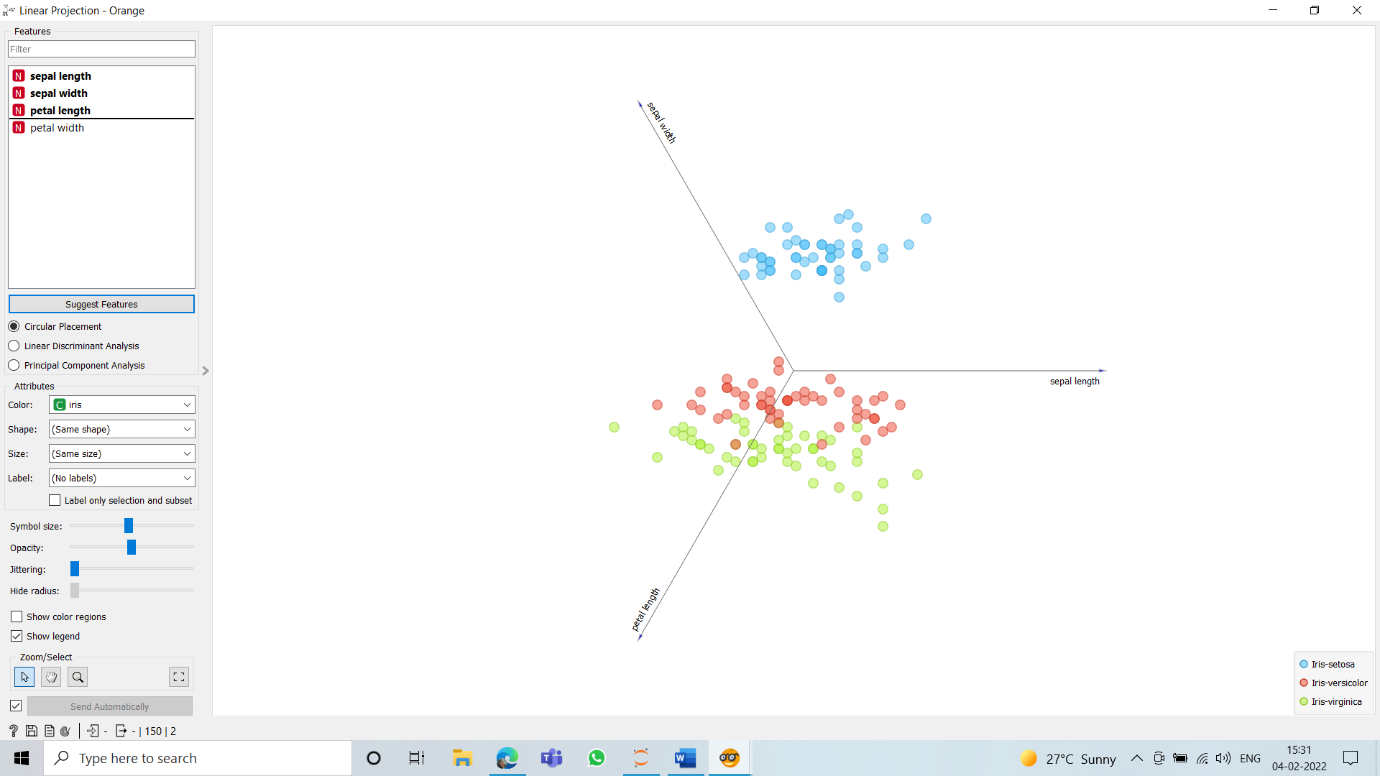 Linear Projection - Orange
Features
Filter
N sepal length
N sepal width
N petal length
N petal width
Suggest Features
Circular Placement
Linear Discriminant Analysis
Principal Component Analysis
Attributes
Color: C iris
Shape: (Same shape)
Size: (Same size)
Label: (No labels)
Label only selection and subset
Symbol size:
Opacity:
Jittering:
Hide radius:
Show color regions
Show legend
Zoom/Select
Send Automatically
? - - | 150 | 2
sepal width
sepal length
petal length
Iris-setosa
Iris-versicolor
Iris-virginica
Type here to search
27°C Sunny
ENG
15:31
04-02-2022